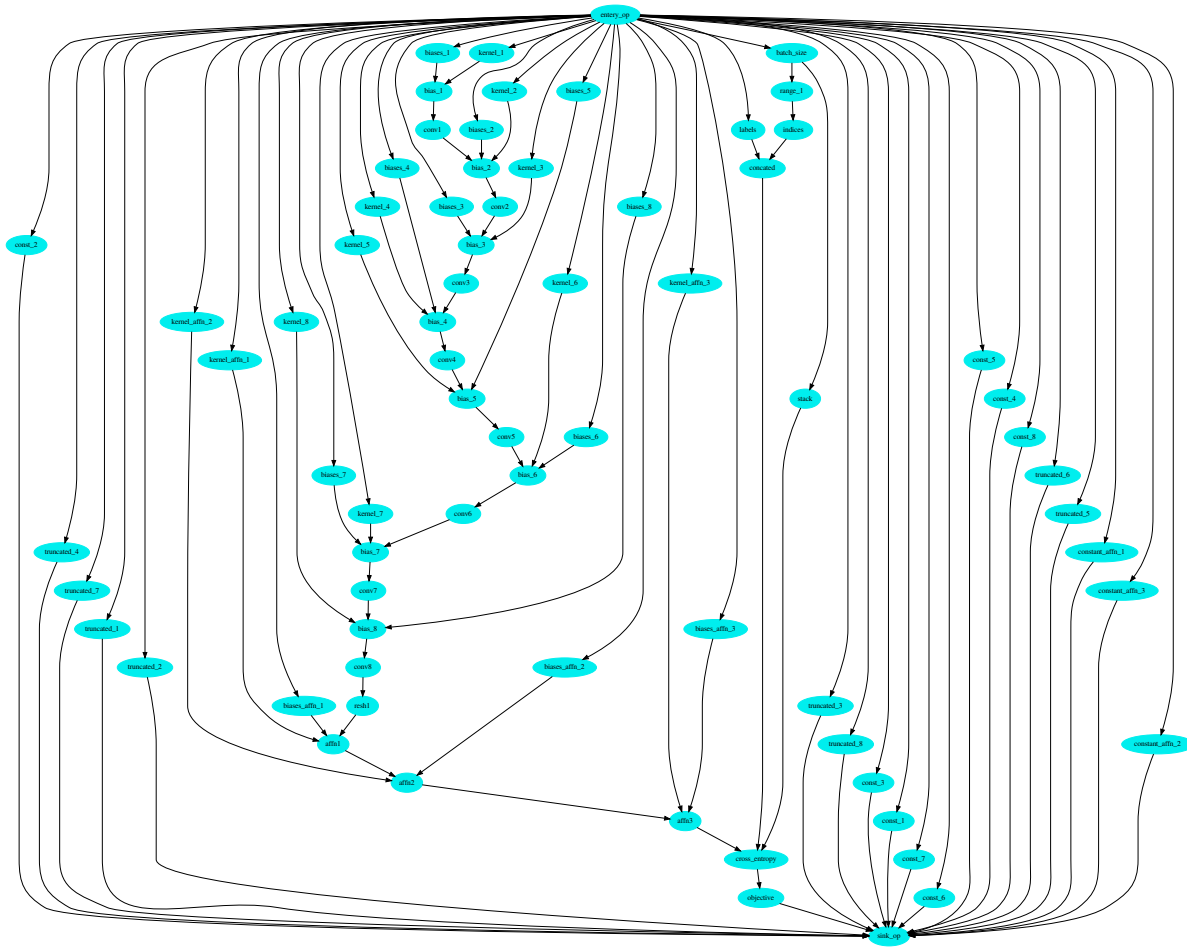 entery_op
biases_1
kernel_1
batch_size
bias_1
kernel_2
biases_5
range_1
conv1
biases_2
labels
indices
biases_4
bias_2
kernel_3
concated
kernel_4
biases_3
conv2
biases_8
const_2
kernel_5
bias_3
conv3
kernel_6
kernel_affn_3
kernel_affn_2
kernel_8
bias_4
kernel_affn_1
conv4
const_5
bias_5
stack
const_4
conv5
biases_6
const_8
biases_7
bias_6
truncated_6
kernel_7
conv6
truncated_5
truncated_4
bias_7
constant_affn_1
truncated_7
conv7
constant_affn_3
truncated_1
bias_8
biases_affn_3
truncated_2
conv8
biases_affn_2
biases_affn_1
resh1
truncated_3
affn1
truncated_8
constant_affn_2
affn2
const_3
affn3
const_1
cross_entropy
const_7
objective
const_6
sink_op